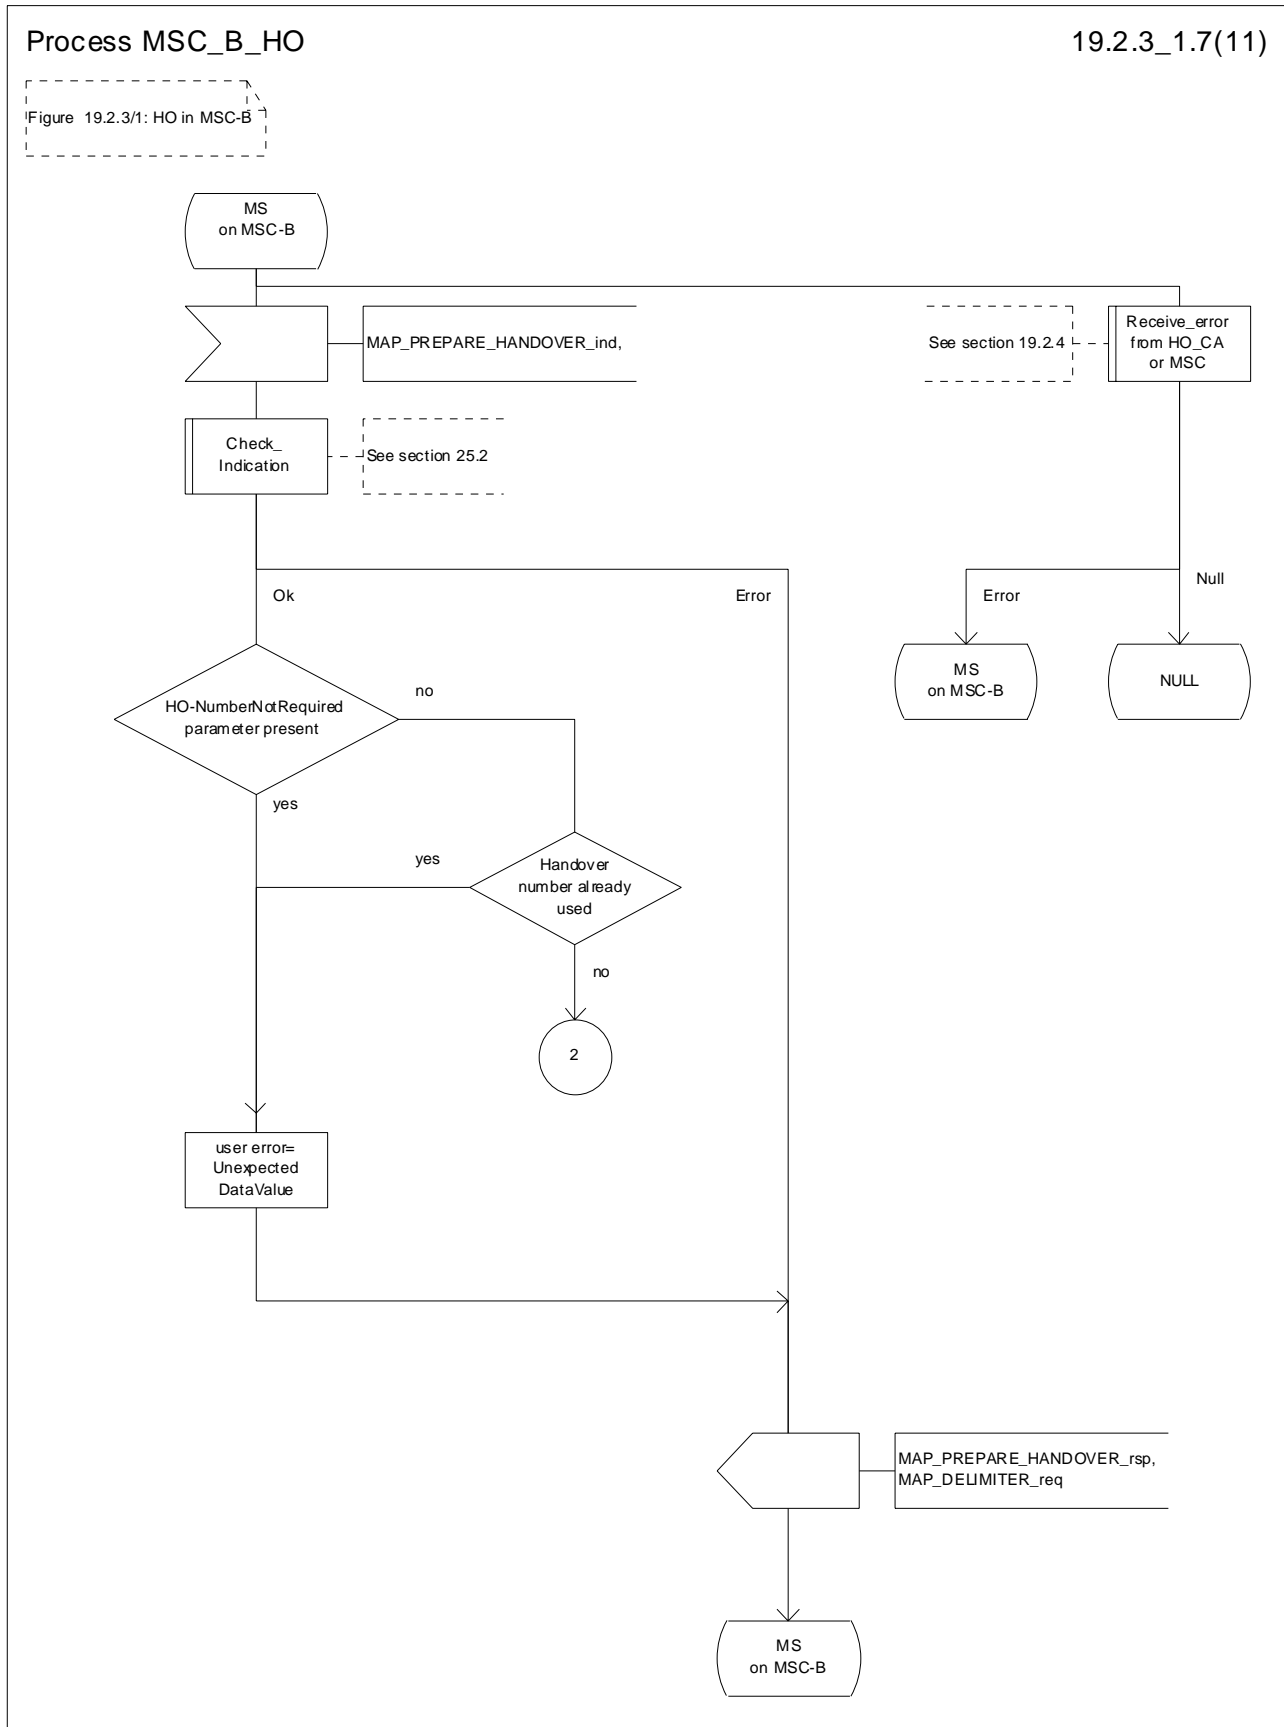 Process MSC_B_HO
19.2.3_1.7(11)
Figure 19.2.3/1: HO in MSC-B
MS
on MSC-B
MAP_PREPARE_HANDOVER_ind,
See section 19.2.4
Receive_error
from HO_CA
or MSC
Check_
Indication
See section 25.2
Ok
Error
Error
Null
MS
on MSC-B
NULL
HO-NumberNotRequired
parameter present
no
yes
yes
Handover
number already
used
no
2
user error=
Unexpected
DataValue
MAP_PREPARE_HANDOVER_rsp,
MAP_DELIMITER_req
MS
on MSC-B